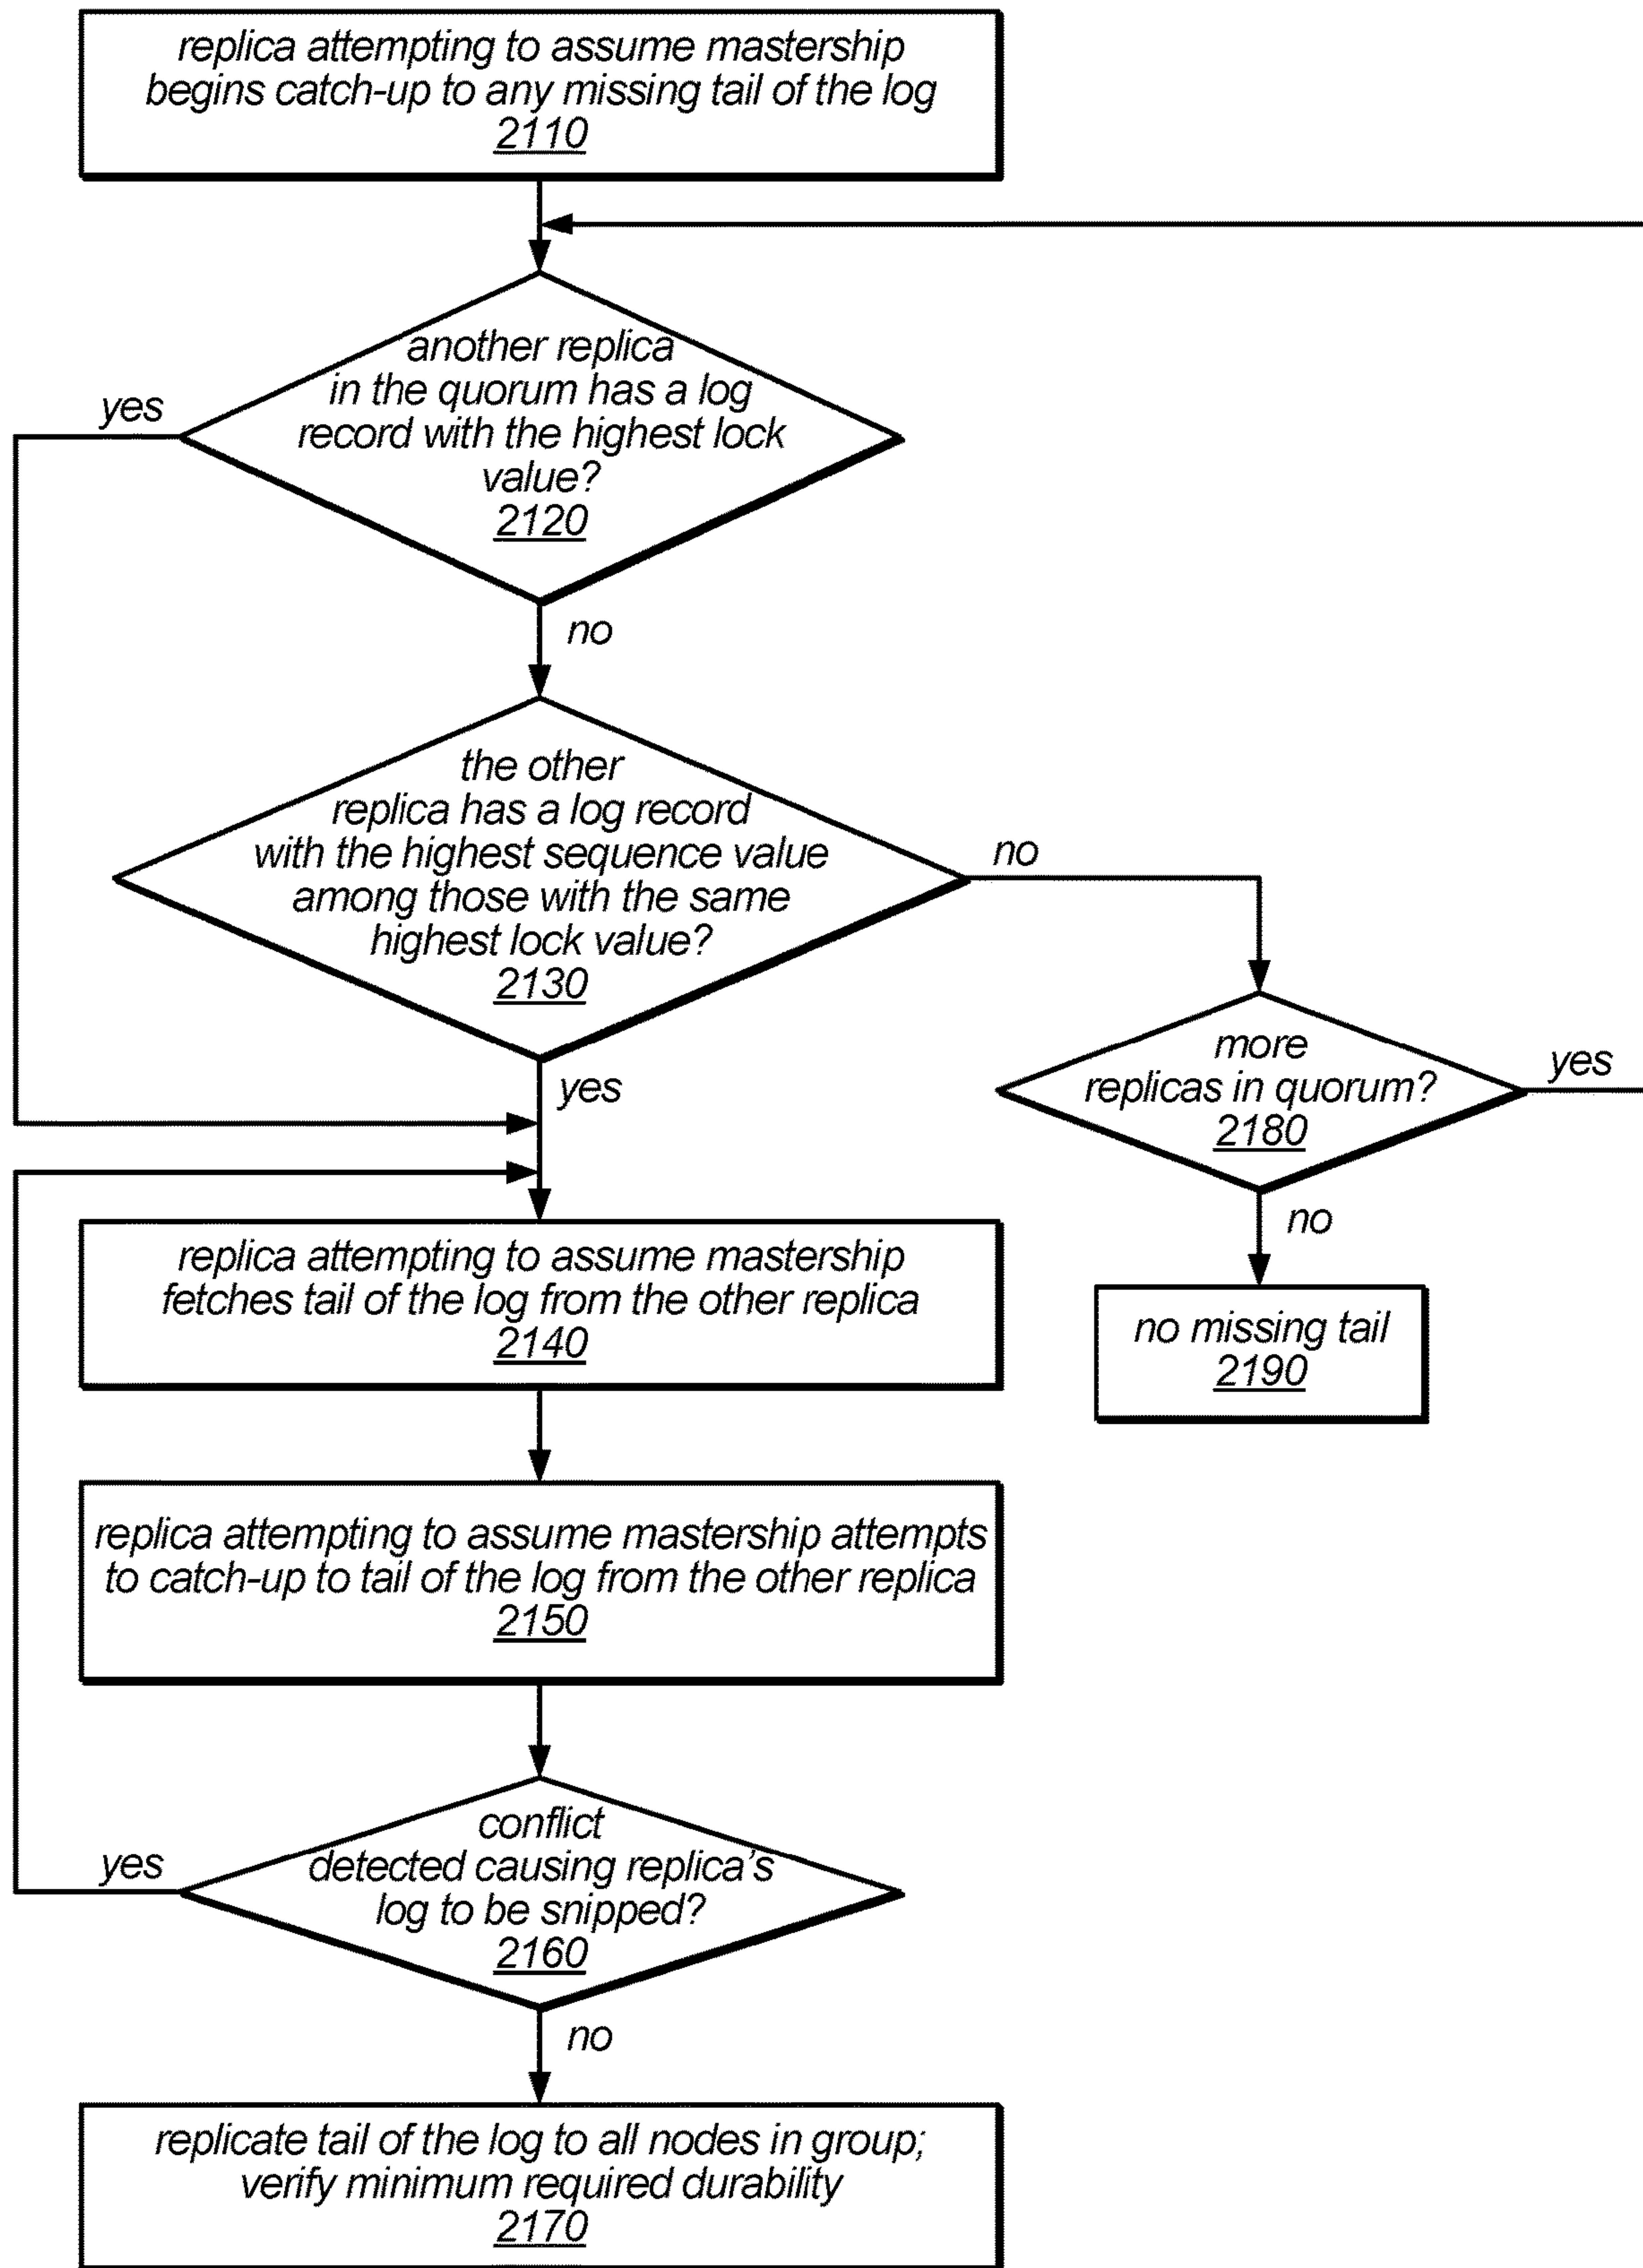 replica attempting to assume mastership
begins catch-up to any missing tail of the log
2110
another replica
in the quorum has a log
record with the highest lock
value?
2120
yes
no
the other
replica has a log record
with the highest sequence value
among those with the same
highest lock value?
2130
no
yes
more
replicas in quorum?
2180
yes
no
no missing tail
2190
replica attempting to assume mastership
fetches tail of the log from the other replica
2140
replica attempting to assume mastership attempts
to catch-up to tail of the log from the other replica
2150
conflict
detected causing replica's
log to be snipped?
2160
yes
no
replicate tail of the log to all nodes in group;
verify minimum required durability
2170